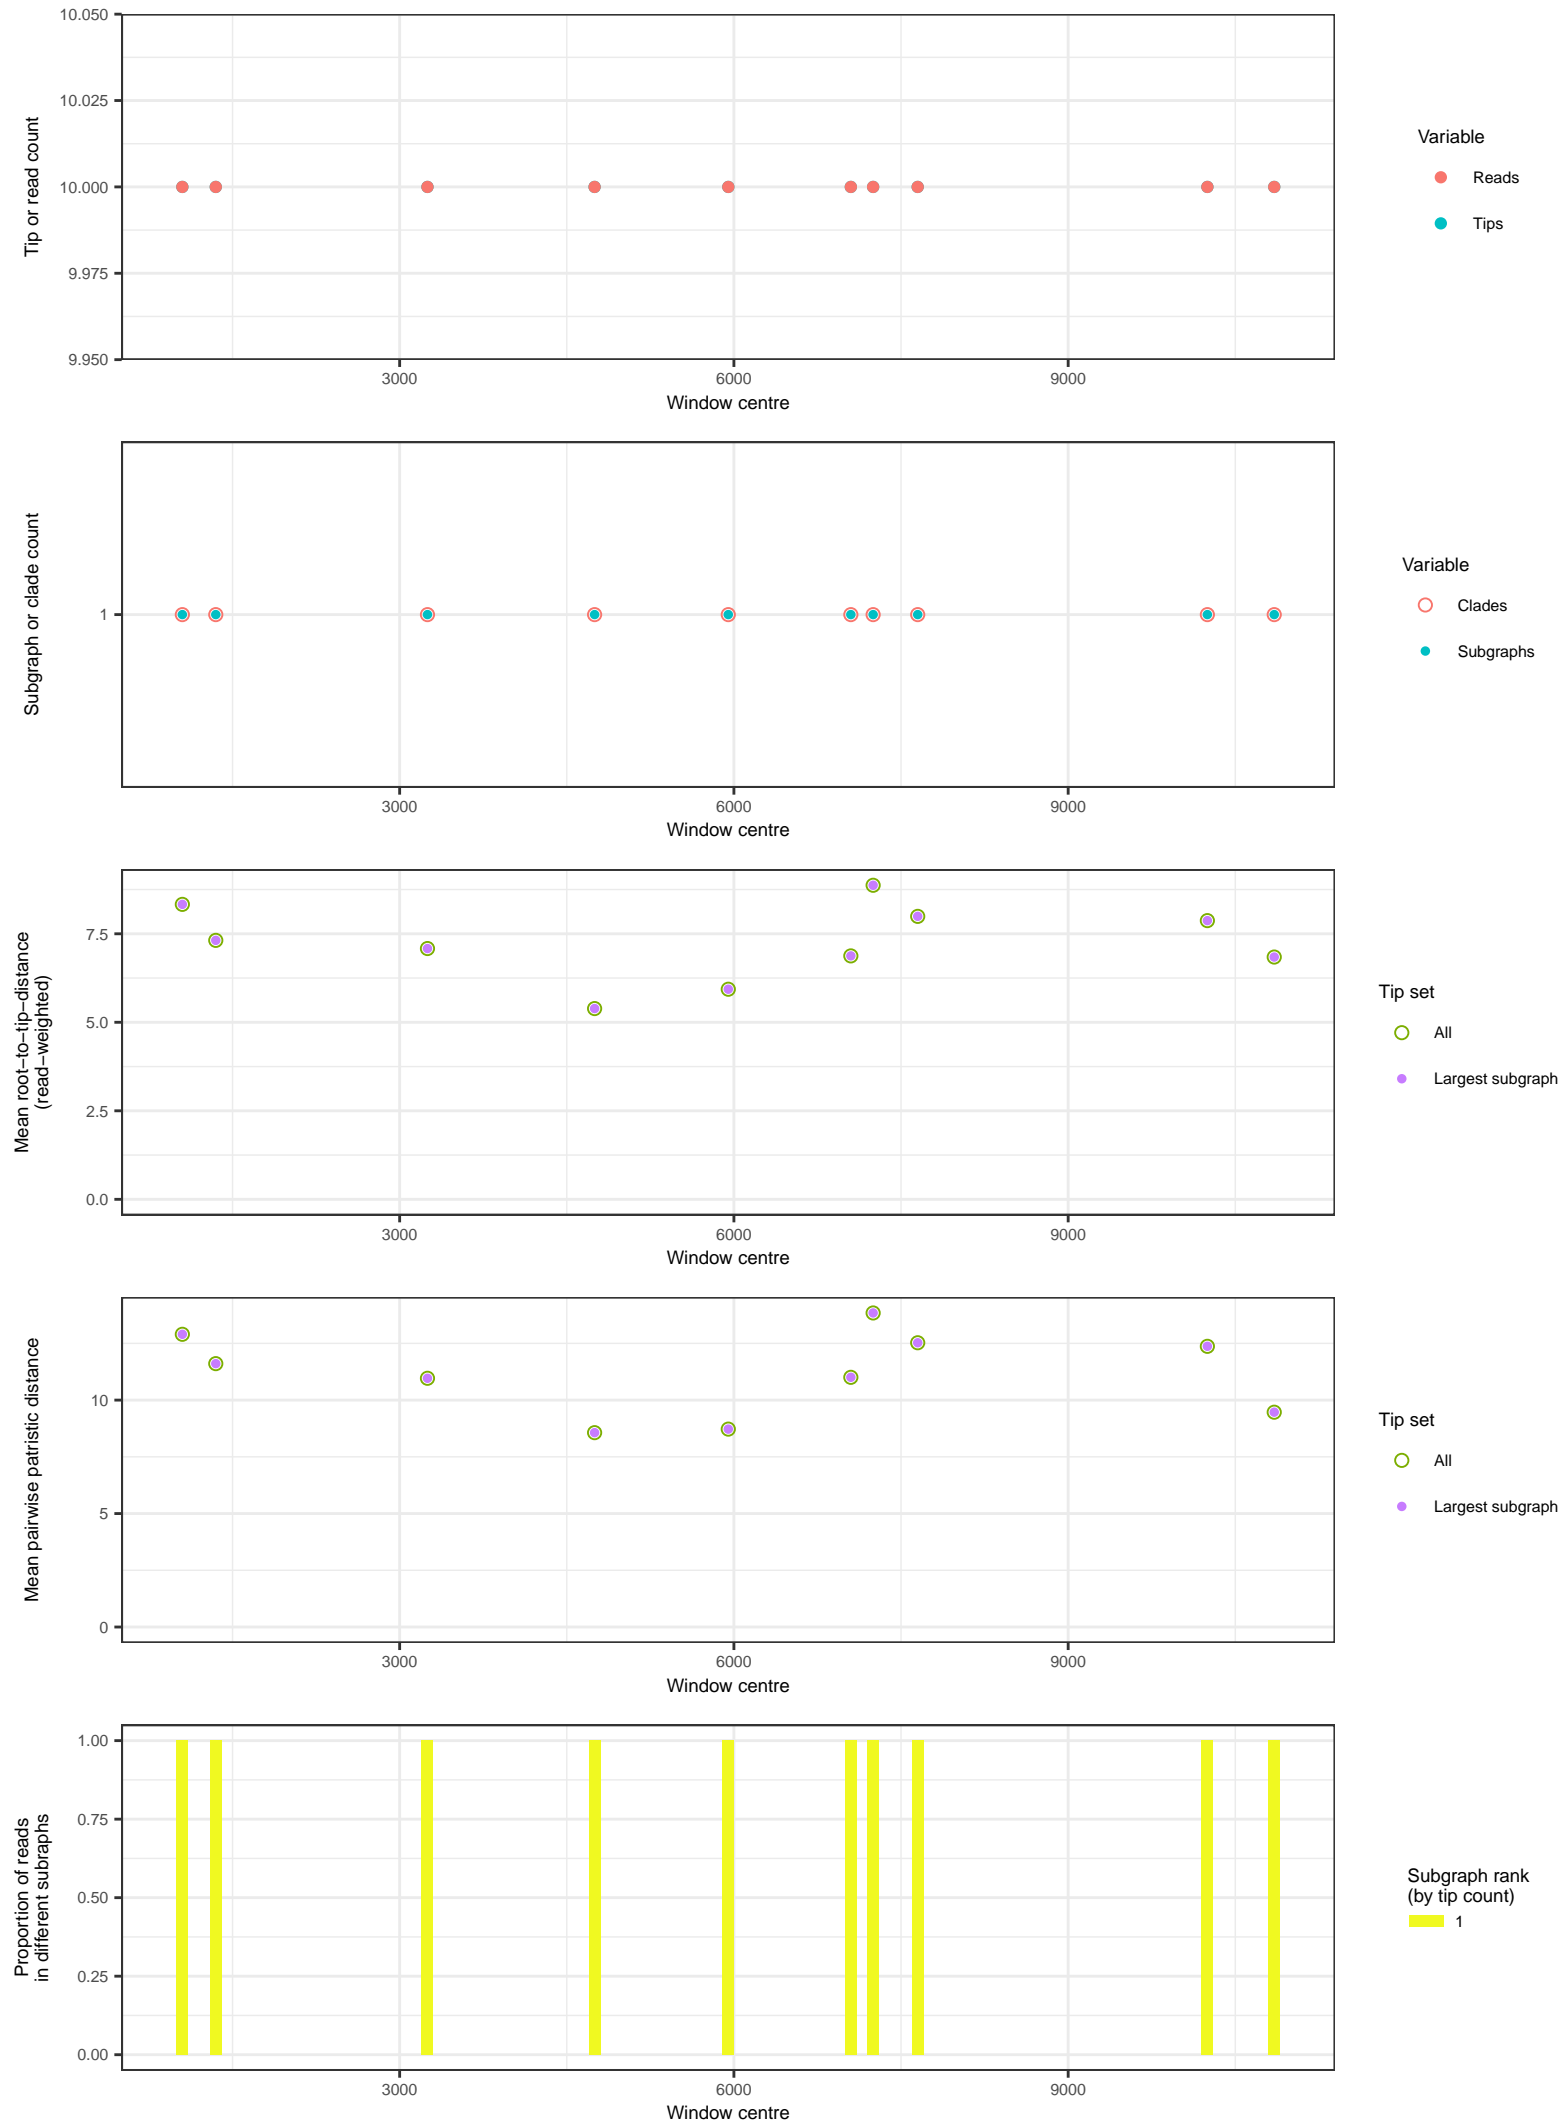 10.050
10.025
10.000
9.975
9.950
Tip or read count
3000
6000
9000
Window centre
Variable
Reads
Tips
1
Subgraph or clade count
3000
6000
9000
Window centre
Variable
Clades
Subgraphs
7.5
5.0
2.5
0.0
Mean root−to−tip−distance
(read−weighted)
3000
6000
9000
Window centre
Tip set
All
Largest subgraph
10
5
0
Mean pairwise patristic distance
3000
6000
9000
Window centre
Tip set
All
Largest subgraph
1.00
0.75
0.50
0.25
0.00
Proportion of reads
in different subraphs
3000
6000
9000
Window centre
Subgraph rank
(by tip count)
1